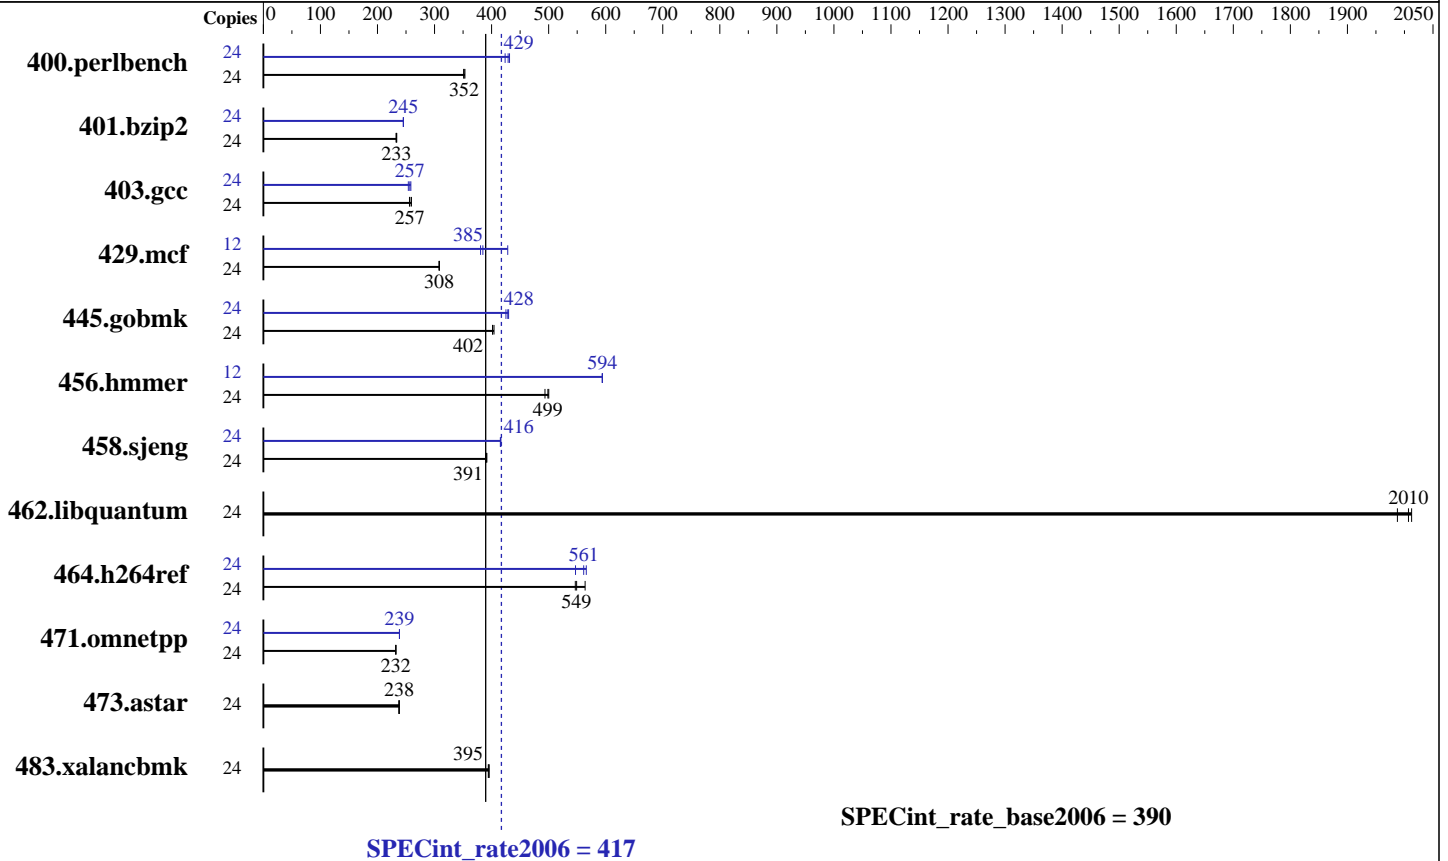 Copies 0 100 200 300 400 500 600 700 800 900 1000 1100 1200 1300 1400 1500 1600 1700 1800 1900 2050
400.perlbench 24 429
24 352
401.bzip2 24 245
24 233
403.gcc 24 257
24 257
429.mcf 12 385
24 308
445.gobmk 24 428
24 402
456.hmmer 12 594
24 499
458.sjeng 24 416
24 391
462.libquantum 24 2010
464.h264ref 24 561
24 549
471.omnetpp 24 239
24 232
473.astar 24 238
483.xalancbmk 24 395
SPECint_rate_base2006 = 390
SPECint_rate2006 = 417